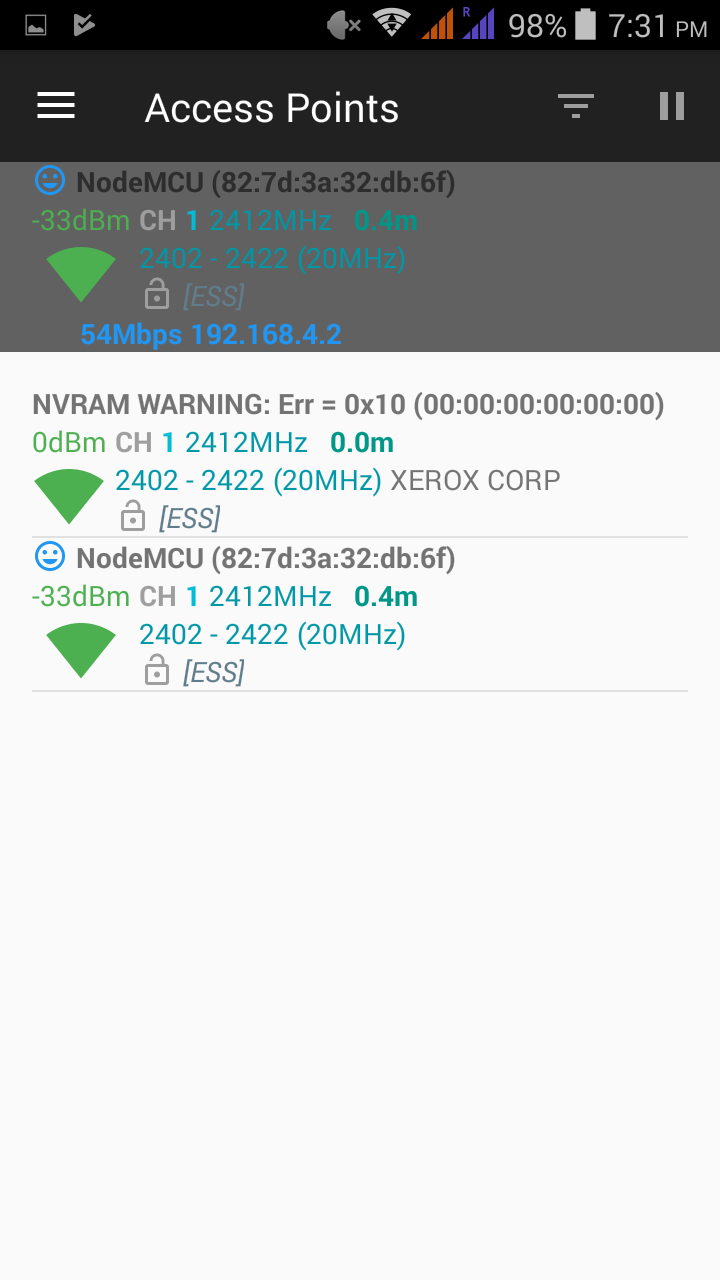 R 98% 7:31 PM
Access Points
NodeMCU (82:7d:3a:32:db:6f)
-33dBm CH 1 2412MHz 0.4m
2402 - 2422 (20MHz)
[ESS]
54Mbps 192.168.4.2
NVRAM WARNING: Err = 0x10 (00:00:00:00:00:00)
0dBm CH 1 2412MHz 0.0m
2402 - 2422 (20MHz) XEROX CORP
[ESS]
NodeMCU (82:7d:3a:32:db:6f)
-33dBm CH 1 2412MHz 0.4m
2402 - 2422 (20MHz)
[ESS]